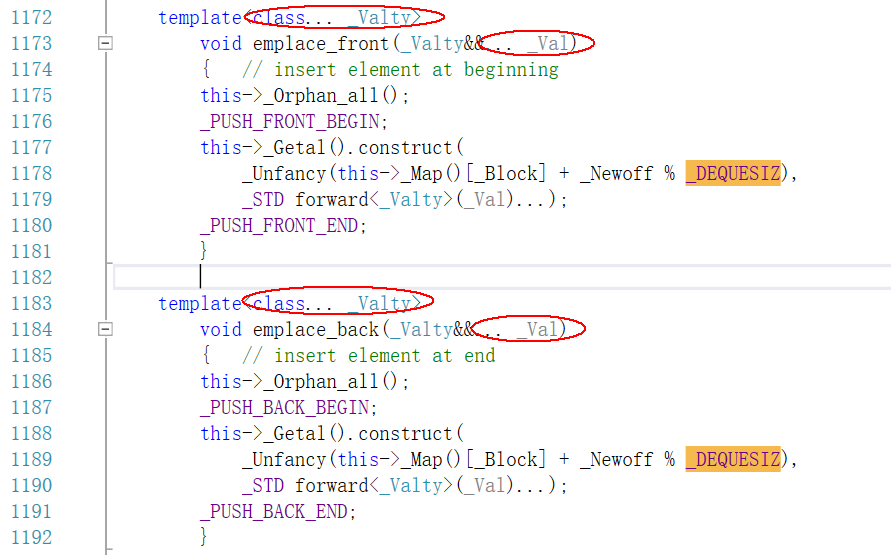 1172 template<class... _Valty>
1173 void emplace_front(_Valty&&... _Val)
1174 { // insert element at beginning
1175 this->_Orphan_all();
1176 _PUSH_FRONT_BEGIN;
1177 this->_Getal().construct(
1178 _Unfancy(this->_Map()[_Block] + _Newoff % _DEQUESIZ),
1179 _STD forward<_Valty>(_Val)...);
1180 _PUSH_FRONT_END;
1181 }
1182
1183 template<class... _Valty>
1184 void emplace_back(_Valty&&... _Val)
1185 { // insert element at end
1186 this->_Orphan_all();
1187 _PUSH_BACK_BEGIN;
1188 this->_Getal().construct(
1189 _Unfancy(this->_Map()[_Block] + _Newoff % _DEQUESIZ),
1190 _STD forward<_Valty>(_Val)...);
1191 _PUSH_BACK_END;
1192 }